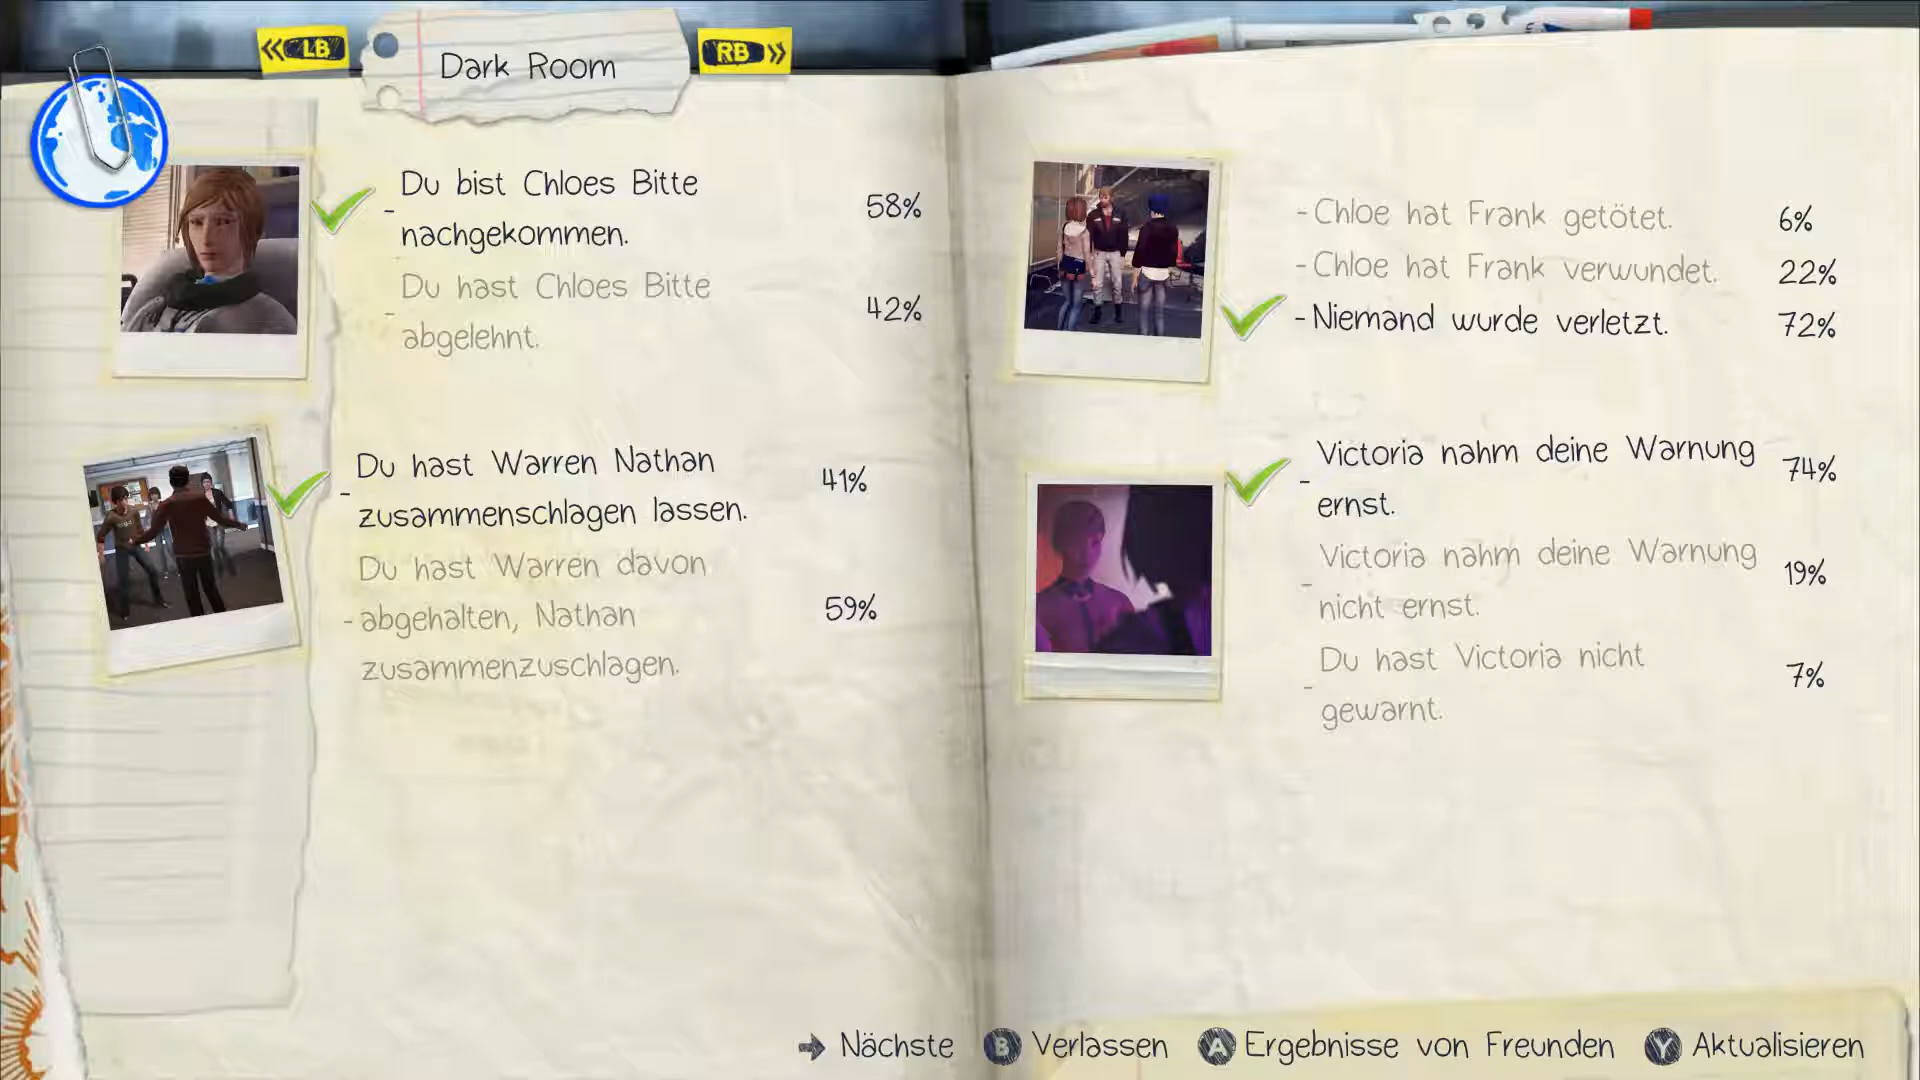 LB
Dark Room
RB
- Du bist Chloes Bitte
nachgekommen.
58%
- Du hast Chloes Bitte
abgelehnt.
42%
- Du hast Warren Nathan
zusammenschlagen lassen.
41%
Du hast Warren davon
- abgehalten, Nathan
zusammenzuschlagen.
59%
- Chloe hat Frank getötet. 6%
- Chloe hat Frank verwundet. 22%
- Niemand wurde verletzt. 72%
- Victoria nahm deine Warnung
ernst.
74%
- Victoria nahm deine Warnung
nicht ernst.
19%
- Du hast Victoria nicht
gewarnt.
7%
Nächste B Verlassen A Ergebnisse von Freunden Y Aktualisieren